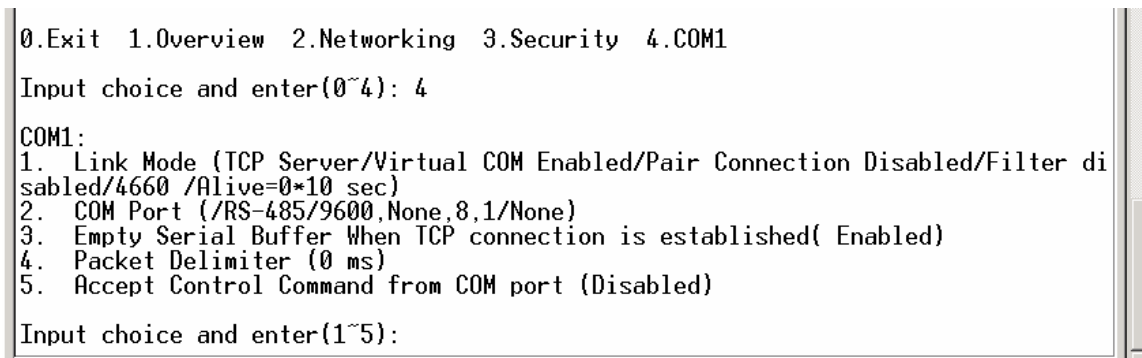 0.Exit  1.Overview  2.Networking  3.Security  4.COM1
Input choice and enter(0~4): 4
COM1:
1.  Link Mode (TCP Server/Virtual COM Enabled/Pair Connection Disabled/Filter di
sabled/4660 /Alive=0*10 sec)
2.  COM Port (/RS-485/9600,None,8,1/None)
3.  Empty Serial Buffer When TCP connection is established( Enabled)
4.  Packet Delimiter (0 ms)
5.  Accept Control Command from COM port (Disabled)
Input choice and enter(1~5):